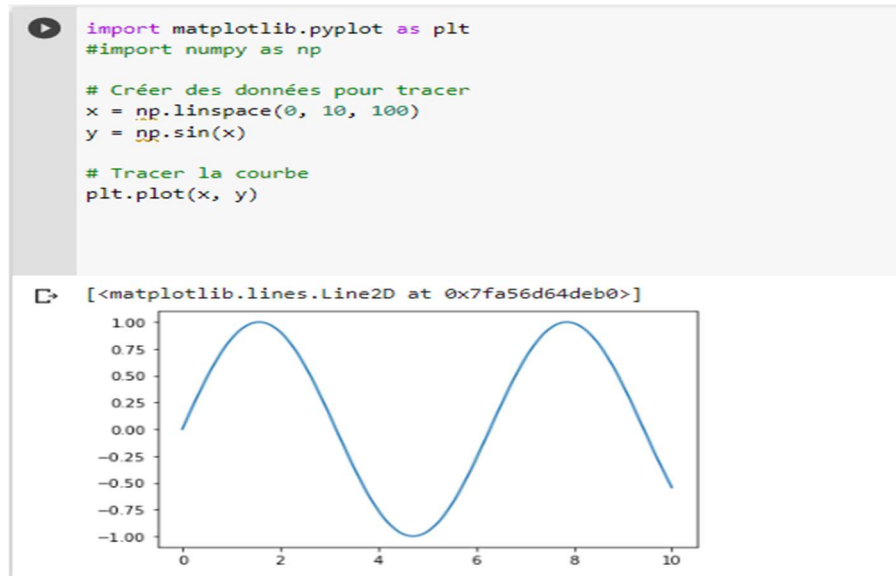 import matplotlib.pyplot as plt
#import numpy as np
# Créer des données pour tracer
x = np.linspace(0, 10, 100)
y = np.sin(x)
# Tracer la courbe
plt.plot(x, y)
[<matplotlib.lines.Line2D at 0x7fa56d64deb0>]
1.00
0.75
0.50
0.25
0.00
−0.25
−0.50
−0.75
−1.00
0 2 4 6 8 10